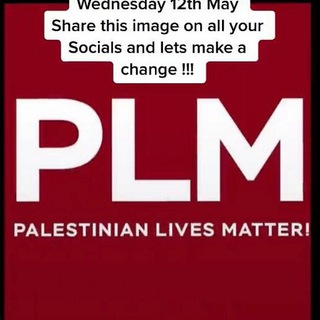 Wednesday 12th May
Share this image on all your
Socials and lets make a
change !!!
PLM
PALESTINIAN LIVES MATTER!